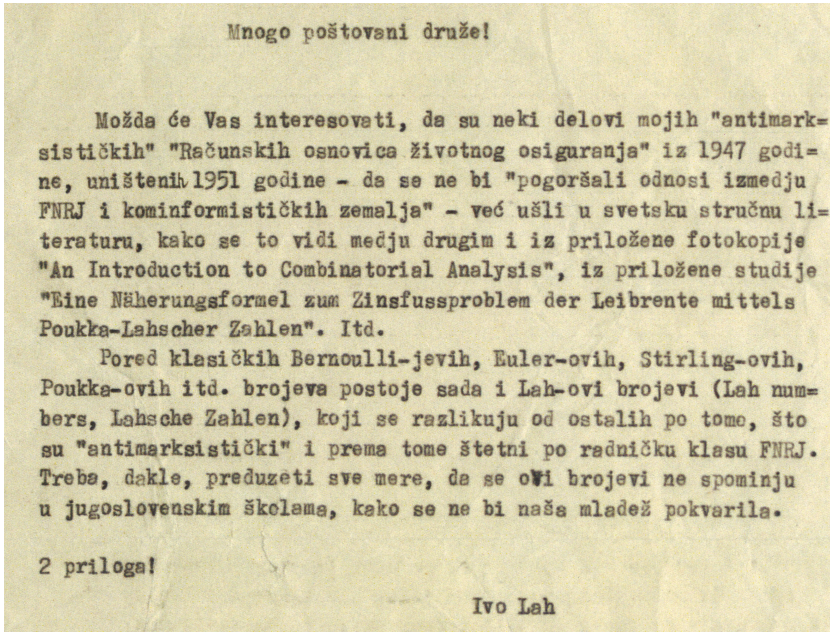 Mnogo poštovani druže!
Možda će Vas interesovati, da su neki delovi mojih "antimark=
sističkih" "Računskih osnovica životnog osiguranja" iz 1947 godi=
ne, uništenih 1951 godine - da se ne bi "pogoršali odnosi izmedju
FNRJ i kominformističkih zemalja" - već ušli u svetsku stručnu li=
teraturu, kako se to vidi medju drugim i iz priložene fotokopije
"An Introduction to Combinatorial Analysis", iz priložene studije
"Eine Näherungsformel zum Zinsfussproblem der Leibrente mittels
Poukka-Lahscher Zahlen". Itd.
Pored klasičkih Bernoulli-jevih, Euler-ovih, Stirling-ovih,
Poukka-ovih itd. brojeva postoje sada i Lah-ovi brojevi (Lah num=
bers, Lahsche Zahlen), koji se razlikuju od ostalih po tome, što
su "antimarksistički" i prema tome štetni po radničku klasu FNRJ.
Treba, dakle, preduzeti sve mere, da se ovi brojevi ne spominju
u jugoslovenskim školama, kako se ne bi naša mladež pokvarila.
2 priloga!
Ivo Lah